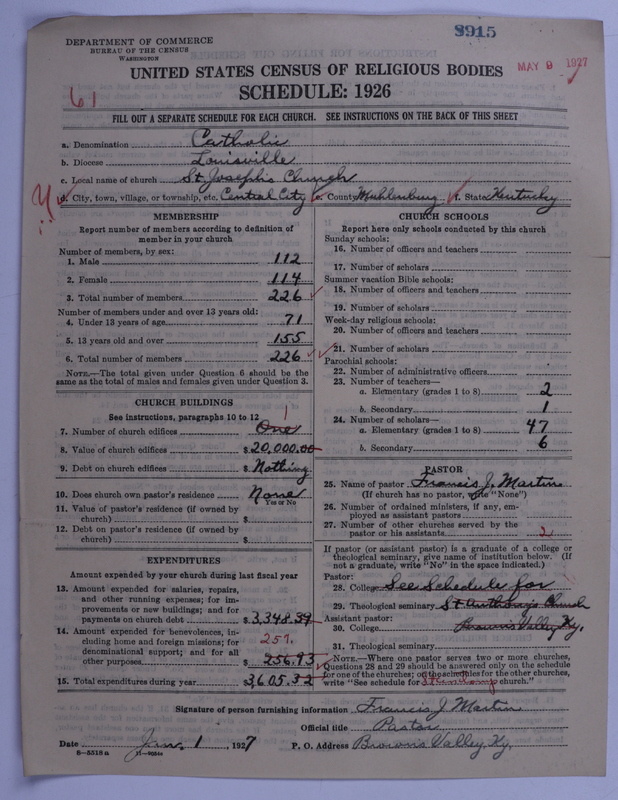 8915
DEPARTMENT OF COMMERCE
BUREAU OF THE CENSUS
WASHINGTON
MAY 9 1927
UNITED STATES CENSUS OF RELIGIOUS BODIES
SCHEDULE: 1926
61
FILL OUT A SEPARATE SCHEDULE FOR EACH CHURCH. SEE INSTRUCTIONS ON THE BACK OF THIS SHEET
a. Denomination Catholic
b. Diocese Louisville
c. Local name of church St Joseph's Church
d. City, town, village, or township, etc. Central City e. County Muhlenburg f. State Kentucky
MEMBERSHIP
Report number of members according to definition of
member in your church
Number of members, by sex:
1. Male 112
2. Female 114
3. Total number of members 226
Number of members under and over 13 years old:
4. Under 13 years of age 71
5. 13 years old and over 155
6. Total number of members 226
NOTE.—The total given under Question 6 should be the
same as the total of males and females given under Question 3.
CHURCH BUILDINGS
See instructions, paragraphs 10 to 12
1
7. Number of church edifices One
8. Value of church edifices $20,000.00
9. Debt on church edifices $ Nothing
10. Does church own pastor's residence None
Yes or No
11. Value of pastor's residence (if owned by
church) $
12. Debt on pastor's residence (if owned by
church) $
EXPENDITURES
Amount expended by your church during last fiscal year
13. Amount expended for salaries, repairs,
and other running expenses; for im-
provements or new buildings; and for
payments on church debt $3,348.39
14. Amount expended for benevolences, in-
cluding home and foreign missions; for
257.
denominational support; and for all
other purposes $ 256.93
15. Total expenditures during year $3,605.32
CHURCH SCHOOLS
Report here only schools conducted by this church
Sunday schools:
16. Number of officers and teachers
17. Number of scholars
Summer vacation Bible schools:
18. Number of officers and teachers
19. Number of scholars
Week-day religious schools:
20. Number of officers and teachers
21. Number of scholars
Parochial schools:
22. Number of administrative officers
23. Number of teachers—
a. Elementary (grades 1 to 8) 2
b. Secondary 1
24. Number of scholars—
a. Elementary (grades 1 to 8) 47
b. Secondary 6
PASTOR
25. Name of pastor Francis J. Martin
(If church has no pastor, write "None")
26. Number of ordained ministers, if any, em-
ployed as assistant pastors
27. Number of other churches served by the
pastor or his assistants 2
If pastor (or assistant pastor) is a graduate of a college or
theological seminary, give name of institution below. (If
not a graduate, write "No" in the space indicated.)
Pastor:
28. College See Schedule for
29. Theological seminary St Anthony's Church
Assistant pastor:
30. College Browns Valley Ky.
31. Theological seminary
NOTE.—Where one pastor serves two or more churches,
Questions 28 and 29 should be answered only on the schedule
for one of the churches; on the schedules for the other churches,
write "See schedule for church."
Signature of person furnishing information Francis J. Martin
Official title Pastor
Date Jan. 1 1927 P. O. Address Browns Valley Ky.
8—5518 a